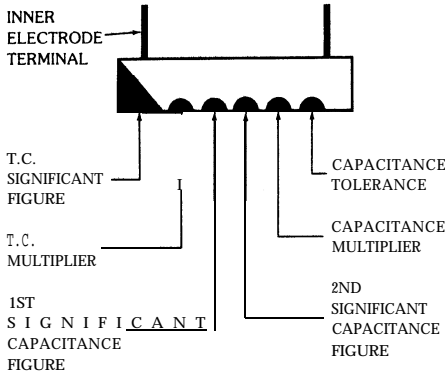 INNER
ELECTRODE
TERMINAL
T.C.
SIGNIFICANT
FIGURE
I
T.C.
MULTIPLIER
1ST
S I G N I F I C A N T
CAPACITANCE
FIGURE
CAPACITANCE
TOLERANCE
CAPACITANCE
MULTIPLIER
2ND
SIGNIFICANT
CAPACITANCE
FIGURE